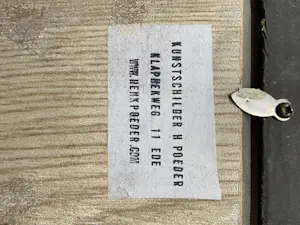 KUNSTSCHILDER H POEDER
KLAPHEKWEG 11 EDE
WWW.HENKPOEDER.COM